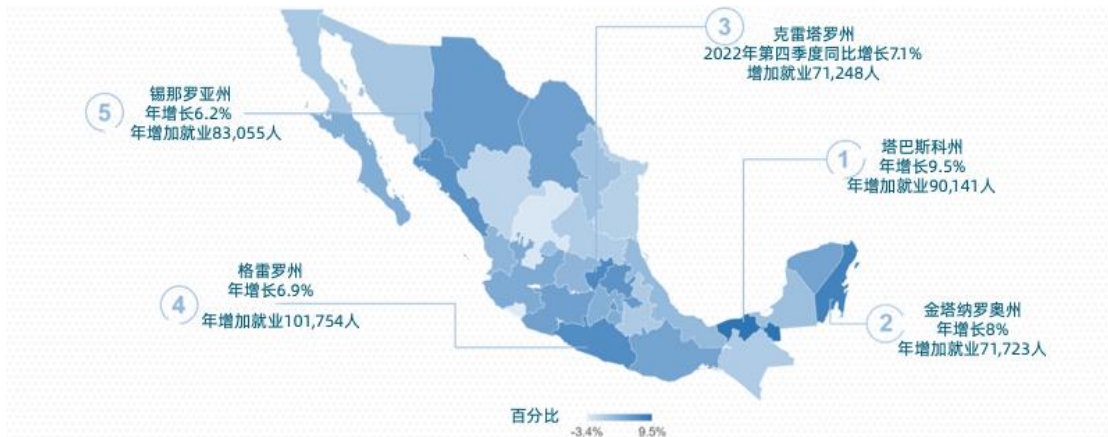 3
克雷塔罗州
2022年第四季度同比增长7.1%
增加就业71,248人
5
锡那罗亚州
年增长6.2%
年增加就业83,055人
1
塔巴斯科州
年增长9.5%
年增加就业90,141人
4
格雷罗州
年增长6.9%
年增加就业101,754人
2
金塔纳罗奥州
年增长8%
年增加就业71,723人
百分比
-3.4%
9.5%